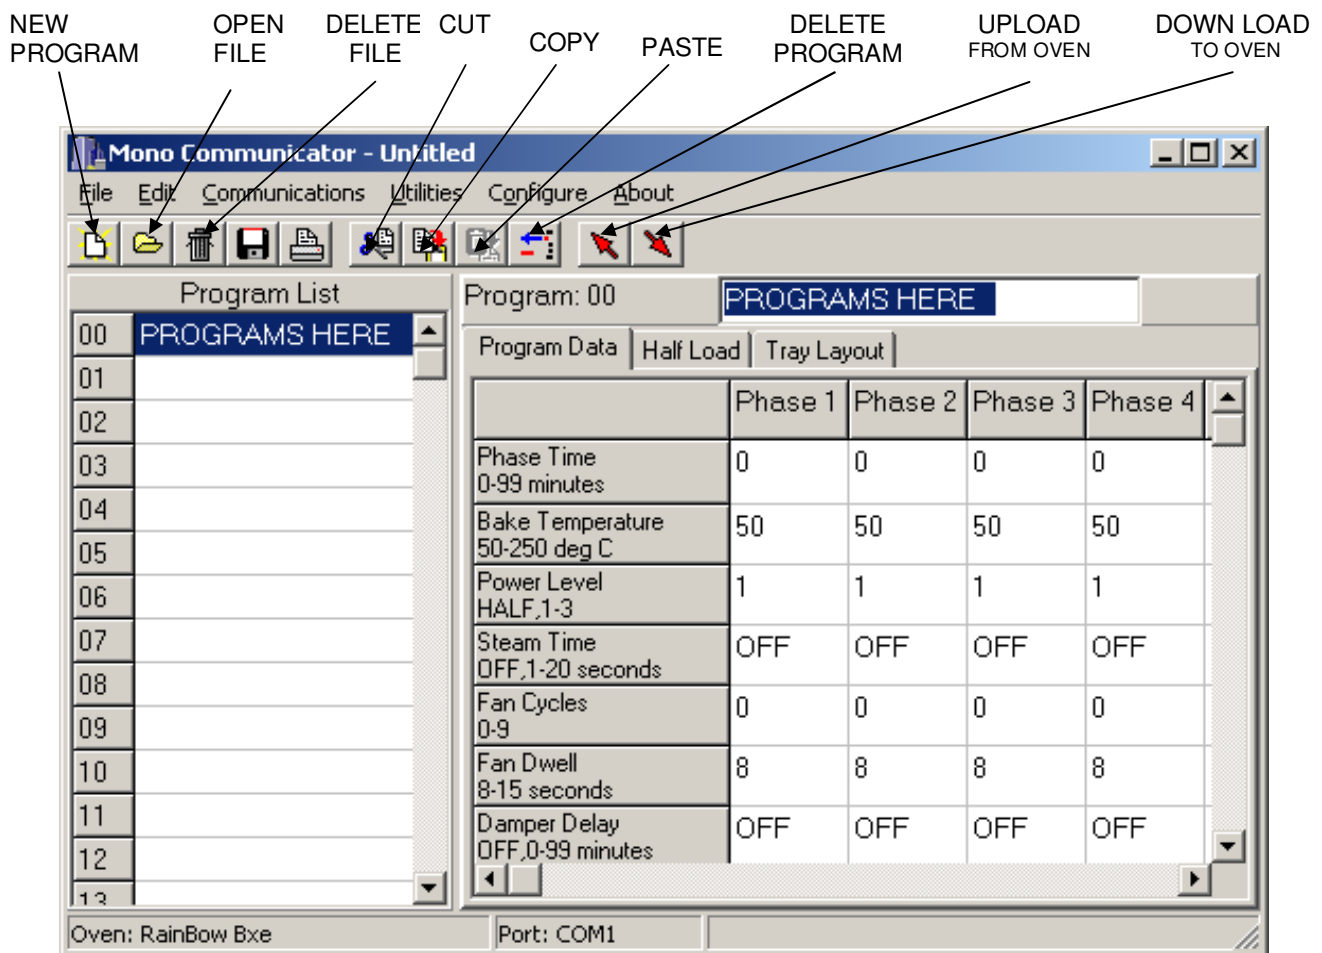 NEW PROGRAM
OPEN FILE
DELETE FILE
CUT
COPY
PASTE
DELETE PROGRAM
UPLOAD FROM OVEN
DOWN LOAD TO OVEN
Mono Communicator - Untitled
File Edit Communications Utilities Configure About
Program List
Program: 00 PROGRAMS HERE
00 PROGRAMS HERE
01
02
03
04
05
06
07
08
09
10
11
12
13
Program Data Half Load Tray Layout
Phase 1 Phase 2 Phase 3 Phase 4
Phase Time 0 0 0 0
0-99 minutes
Bake Temperature 50 50 50 50
50-250 deg C
Power Level 1 1 1 1
HALF,1-3
Steam Time OFF OFF OFF OFF
OFF,1-20 seconds
Fan Cycles 0 0 0 0
0-9
Fan Dwell 8 8 8 8
8-15 seconds
Damper Delay OFF OFF OFF OFF
OFF,0-99 minutes
Oven: RainBow Bxe Port: COM1